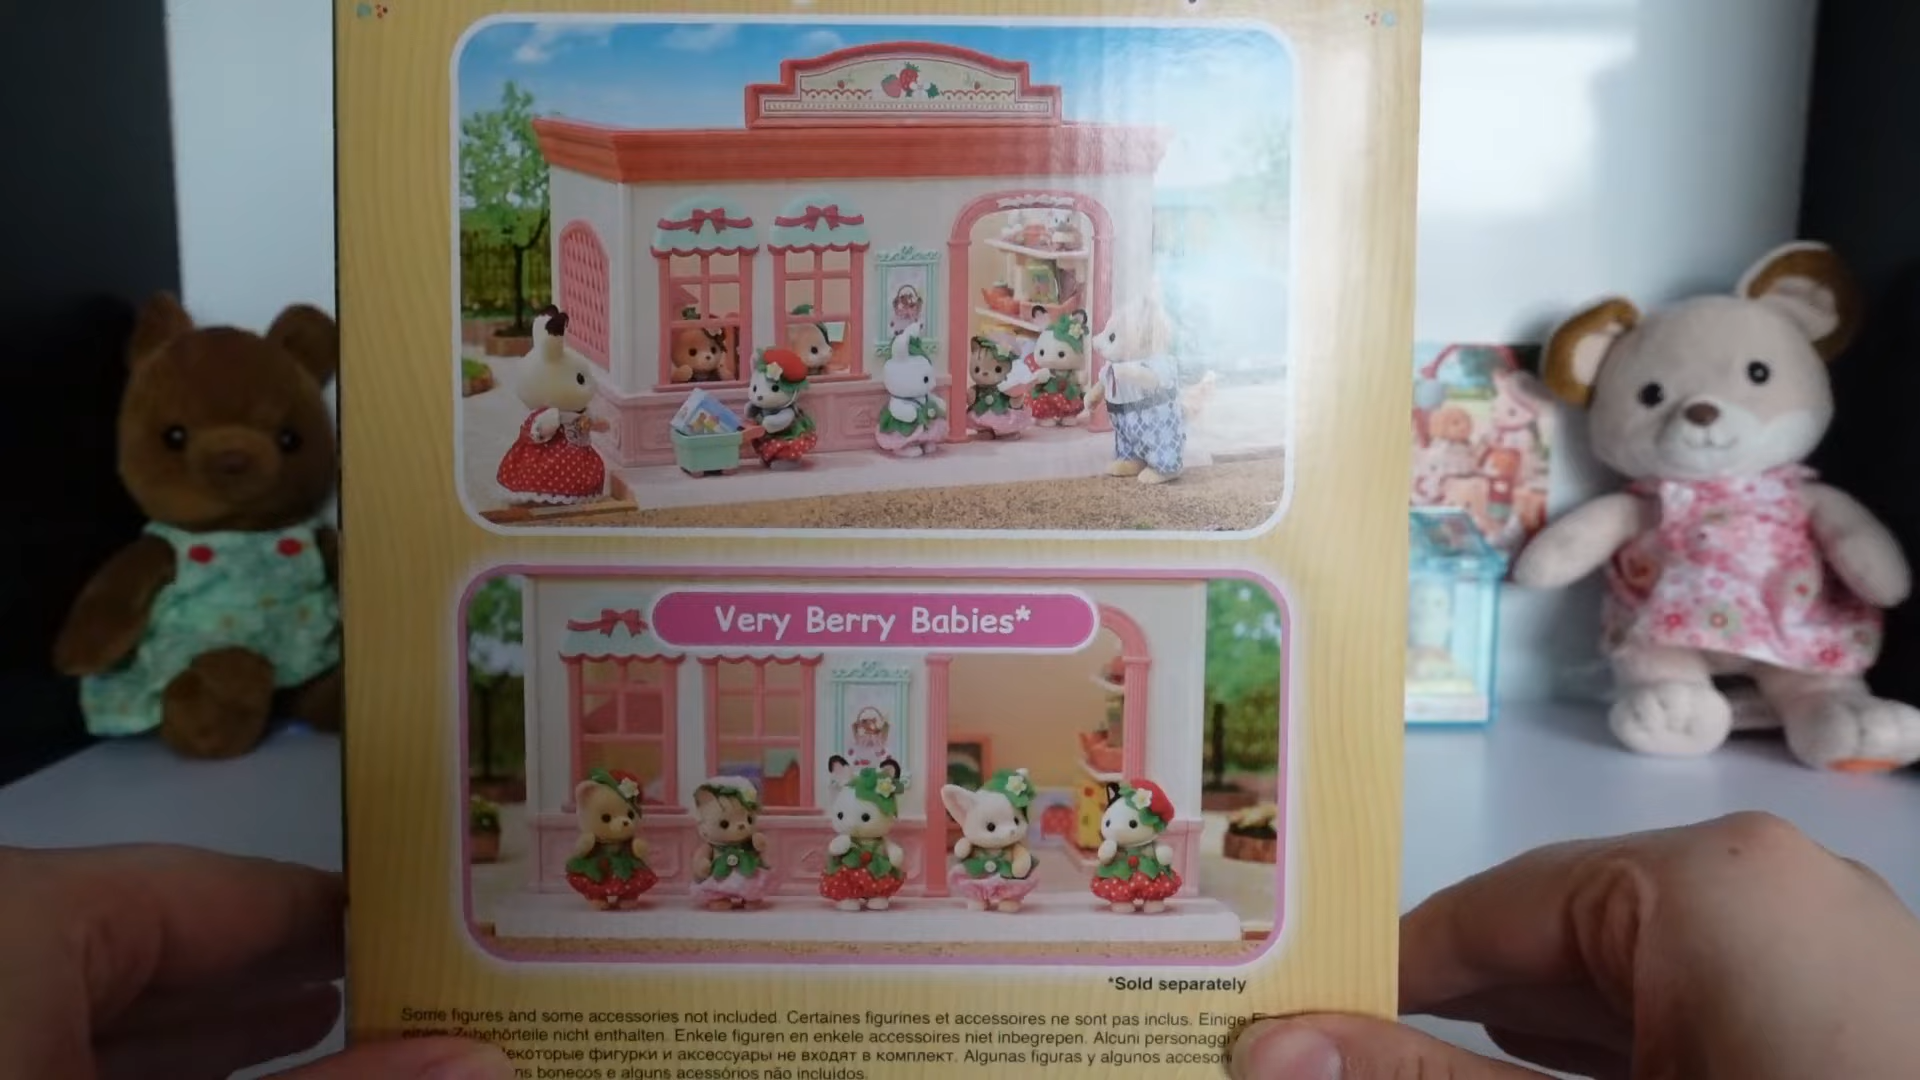 Very Berry Babies*
*Sold separately
Some figures and some accessories not included. Certaines figurines et accessoires ne sont pas inclus. Einige
einige Zubehörteile nicht enthalten. Enkele figuren en enkele accessoires niet inbegrepen. Alcuni personaggi
Некоторые фигурки и аксессуары не входят в комплект. Algunas figuras y algunos
bonecos e alguns acessórios não incluídos.